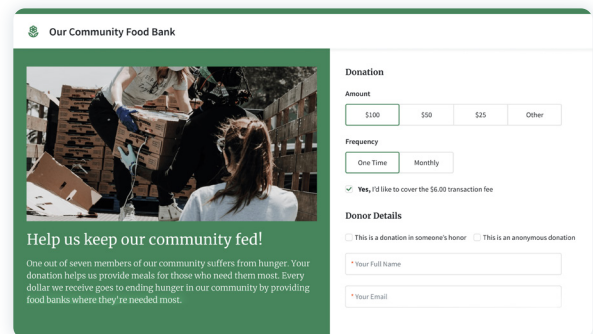 Our Community Food Bank
Help us keep our community fed!
One out of seven members of our community suffers from hunger. Your
donation helps us provide meals for those who need them most. Every
dollar we receive goes to ending hunger in our community by providing
food banks where they're needed most.
Donation
Amount
$100 $50 $25 Other
Frequency
One Time Monthly
Yes, I'd like to cover the $6.00 transaction fee
Donor Details
This is a donation in someone's honor This is an anonymous donation
* Your Full Name
* Your Email